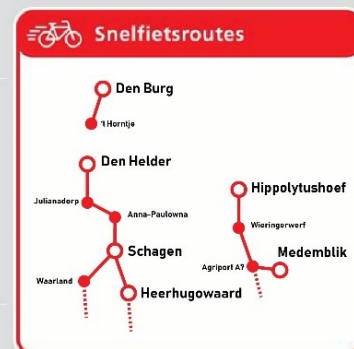 Snelfietsroutes
Den Burg
't Horntje
Den Helder
Julianadorp
Anna-Paulowna
Hippolytushoef
Wieringerwerf
Schagen
Medemblik
Agriport A7
Waarland
Heerhugowaard